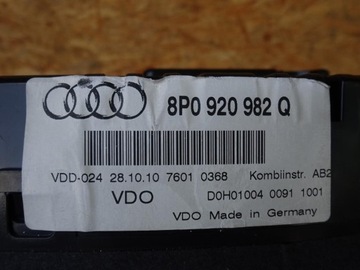 8P0 920 982 Q
VDD-024 28.10.10 7601 0368 Kombiinstr. AB2
VDO D0H01004 0091 1001
VDO Made in Germany